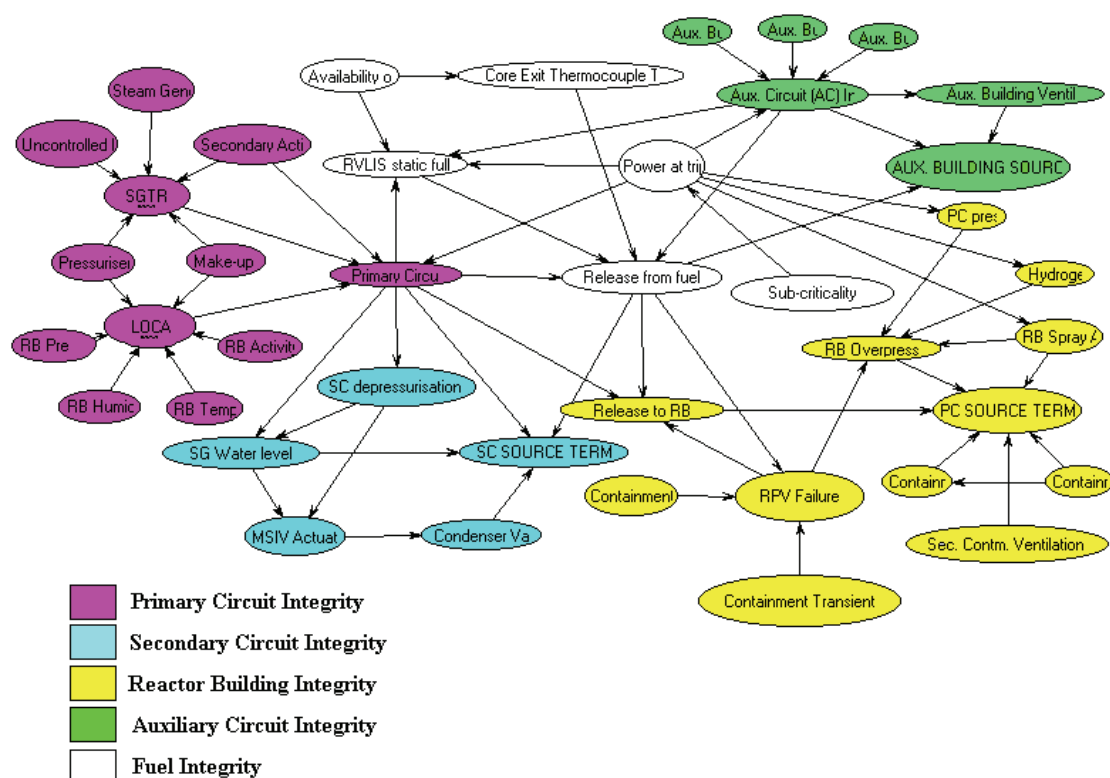 Aux. Bu
Aux. Bu
Aux. Bu
Availability o
Core Exit Thermocouple T
Steam Gene
Aux. Circuit (AC) Ir
Aux. Building Ventil
Uncontrolled l
Secondary Acti
RVLIS static full
Power at trip
AUX. BUILDING SOURC
SGTR
PC pres
Pressuriser
Make-up
Primary Circu
Release from fuel
Hydroge
Sub-criticality
LOCA
RB Pre
RB Activit
RB Overpress
RB Spray A
SC depressurisation
RB Humid
RB Temp
Release to RB
PC SOURCE TERM
SG Water level
SC SOURCE TERM
Containment
RPV Failure
Containr
Containr
MSIV Actuat
Condenser Va
Sec. Contm. Ventilation
Containment Transient
Primary Circuit Integrity
Secondary Circuit Integrity
Reactor Building Integrity
Auxiliary Circuit Integrity
Fuel Integrity